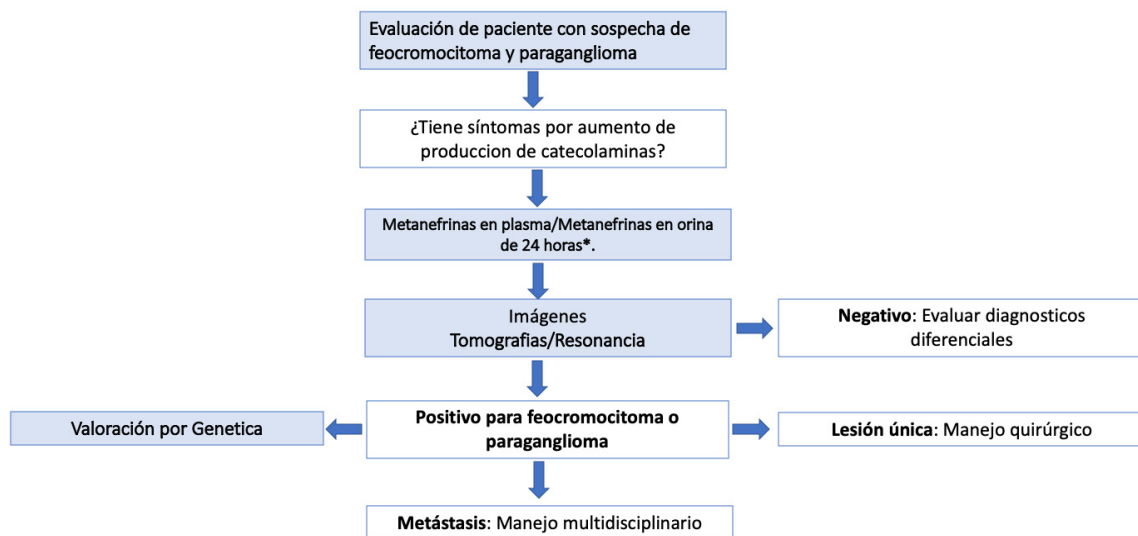 Evaluación de paciente con sospecha de
feocromocitoma y paraganglioma
¿Tiene síntomas por aumento de
produccion de catecolaminas?
Metanefrinas en plasma/Metanefrinas en orina
de 24 horas*.
Imágenes
Tomografias/Resonancia
Negativo: Evaluar diagnosticos
diferenciales
Valoración por Genetica
Positivo para feocromocitoma o
paraganglioma
Lesión única: Manejo quirúrgico
Metástasis: Manejo multidisciplinario